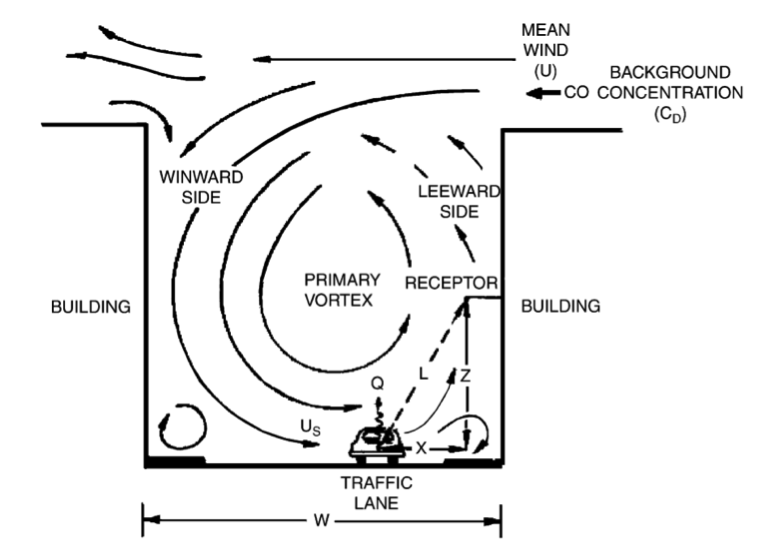 MEAN
WIND
(U)
CO
BACKGROUND
CONCENTRATION
(C_D)
WINWARD
SIDE
LEEWARD
SIDE
PRIMARY
VORTEX
RECEPTOR
BUILDING
BUILDING
L
Z
Q
U_S
X
TRAFFIC
LANE
W